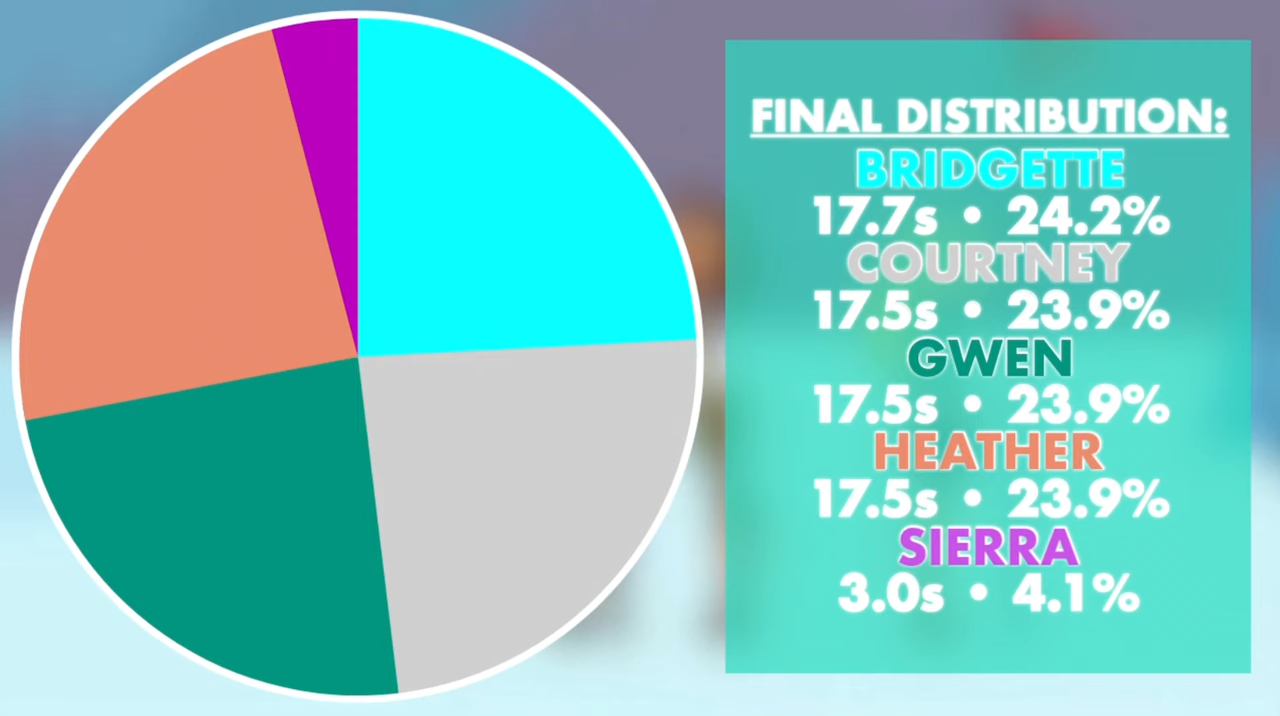 FINAL DISTRIBUTION:
BRIDGETTE
17.7s • 24.2%
COURTNEY
17.5s • 23.9%
GWEN
17.5s • 23.9%
HEATHER
17.5s • 23.9%
SIERRA
3.0s • 4.1%